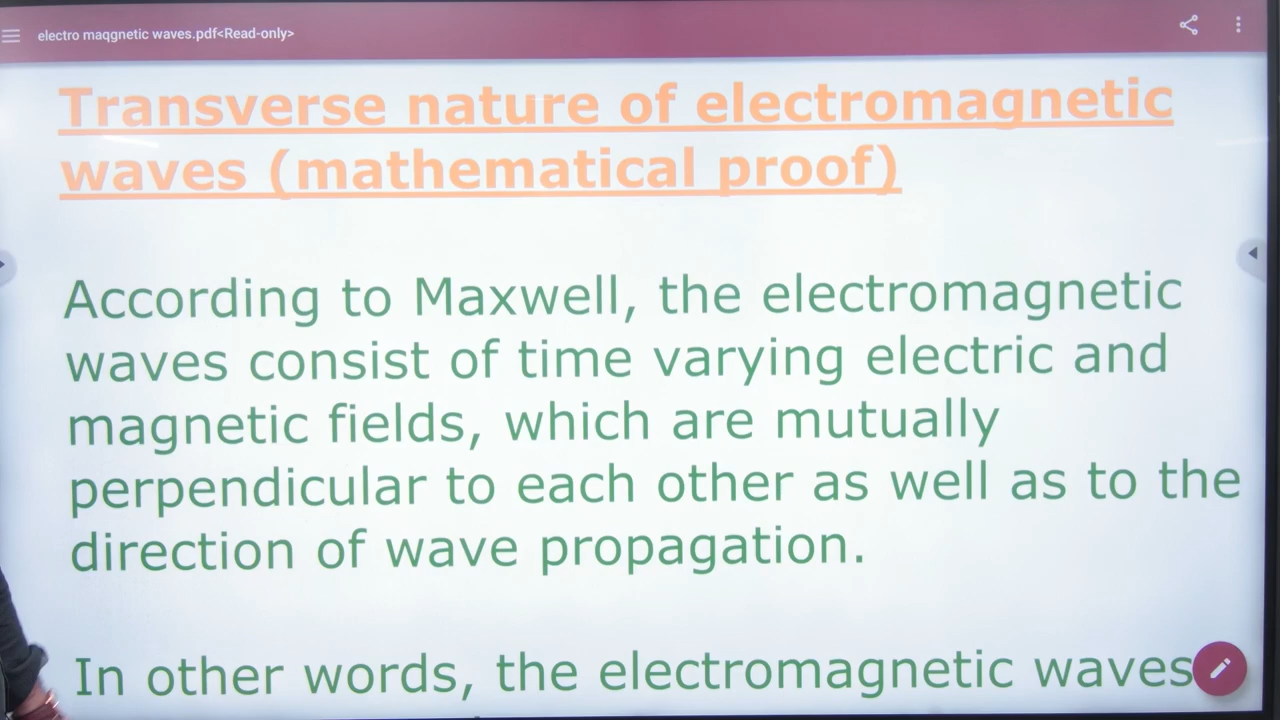 electro maqgnetic waves.pdf<Read-only>
Transverse nature of electromagnetic
waves (mathematical proof)
According to Maxwell, the electromagnetic
waves consist of time varying electric and
magnetic fields, which are mutually
perpendicular to each other as well as to the
direction of wave propagation.
In other words, the electromagnetic waves